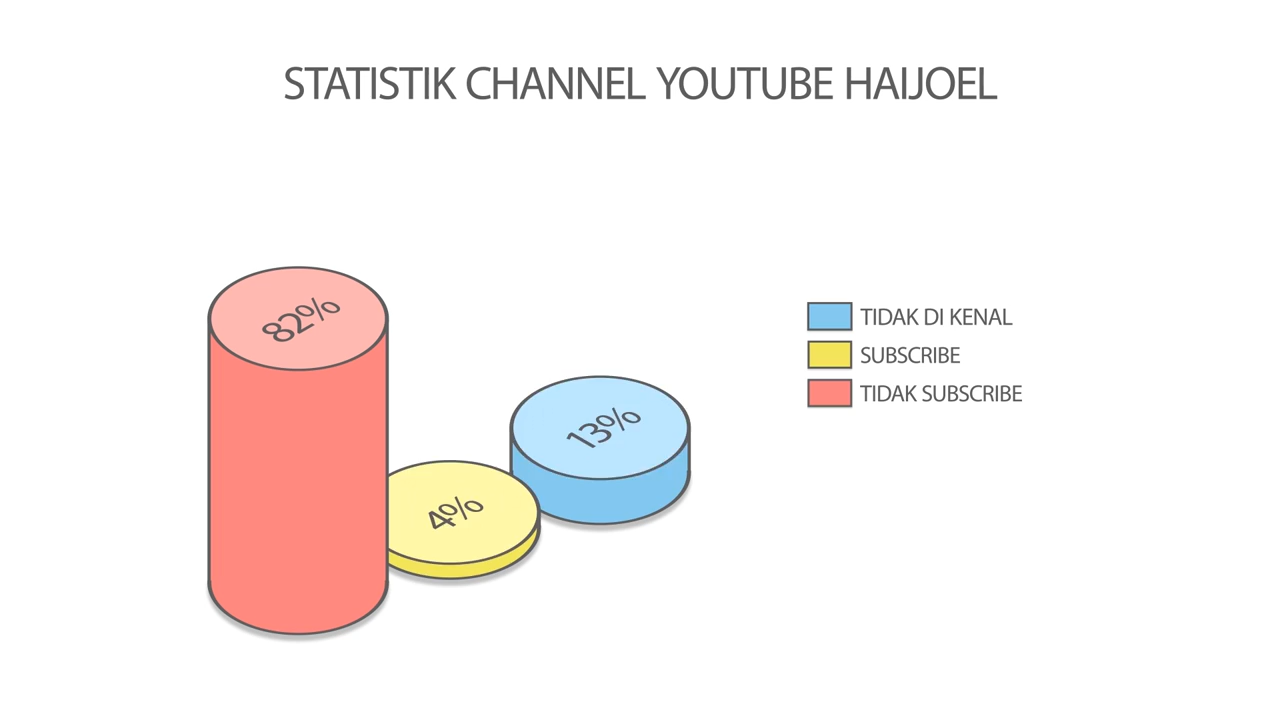 STATISTIK CHANNEL YOUTUBE HAIJOEL
82%
4%
13%
TIDAK DI KENAL
SUBSCRIBE
TIDAK SUBSCRIBE